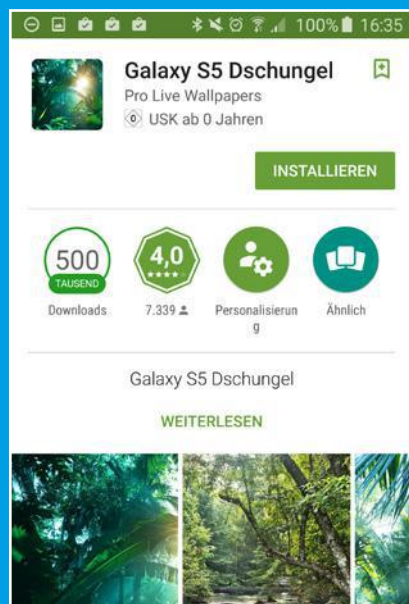 100% 16:35
Galaxy S5 Dschungel
Pro Live Wallpapers
0 USK ab 0 Jahren
INSTALLIEREN
500
TAUSEND
4,0
Downloads
7.339
Personalisierun
g
Ähnlich
Galaxy S5 Dschungel
WEITERLESEN